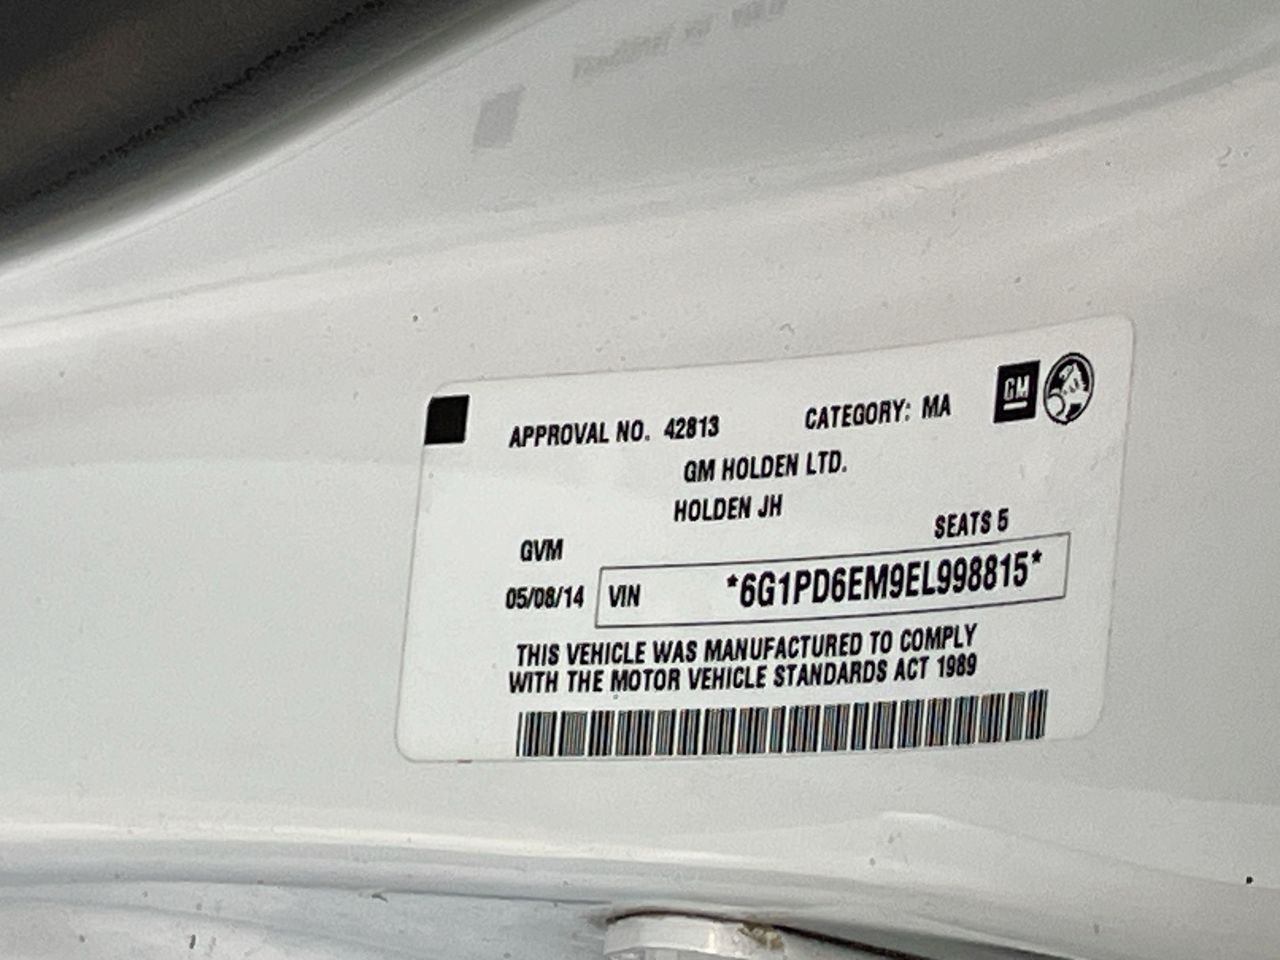 APPROVAL NO. 42813 CATEGORY: MA GM
GM HOLDEN LTD.
HOLDEN JH
GVM SEATS 5
05/08/14 VIN *6G1PD6EM9EL998815*
THIS VEHICLE WAS MANUFACTURED TO COMPLY
WITH THE MOTOR VEHICLE STANDARDS ACT 1989